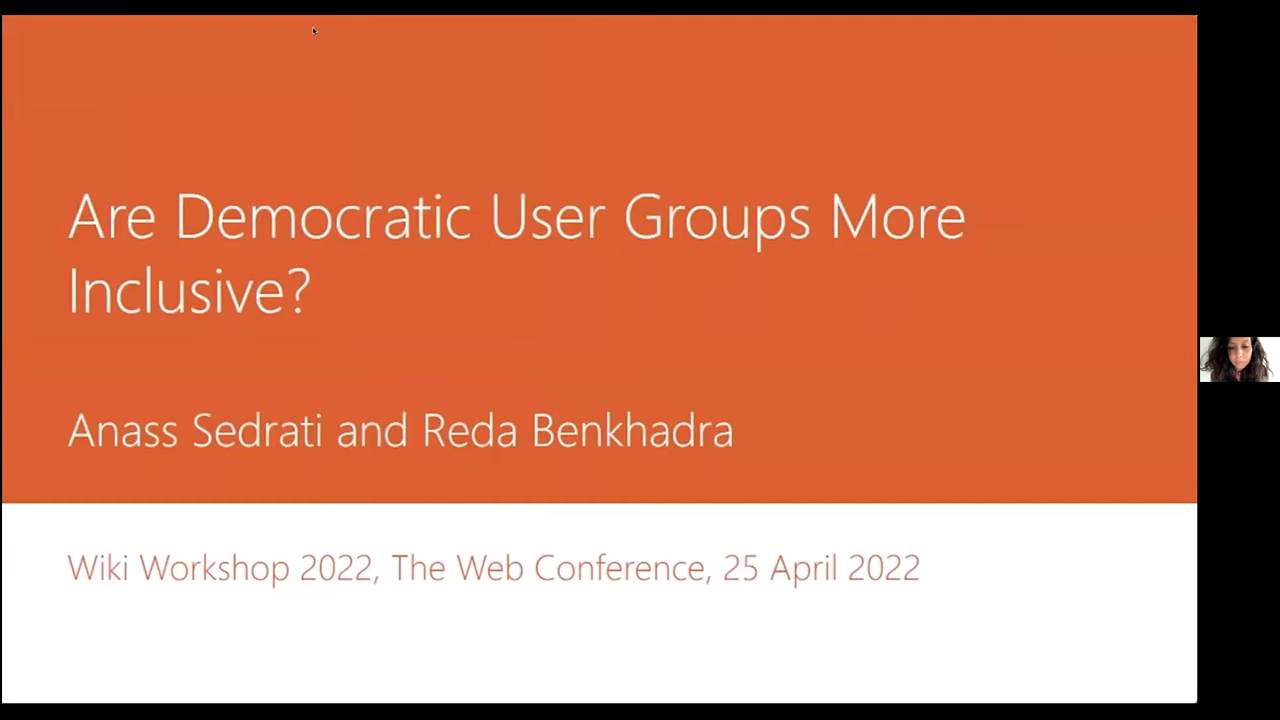 Are Democratic User Groups More
Inclusive?
Anass Sedrati and Reda Benkhadra
Wiki Workshop 2022, The Web Conference, 25 April 2022